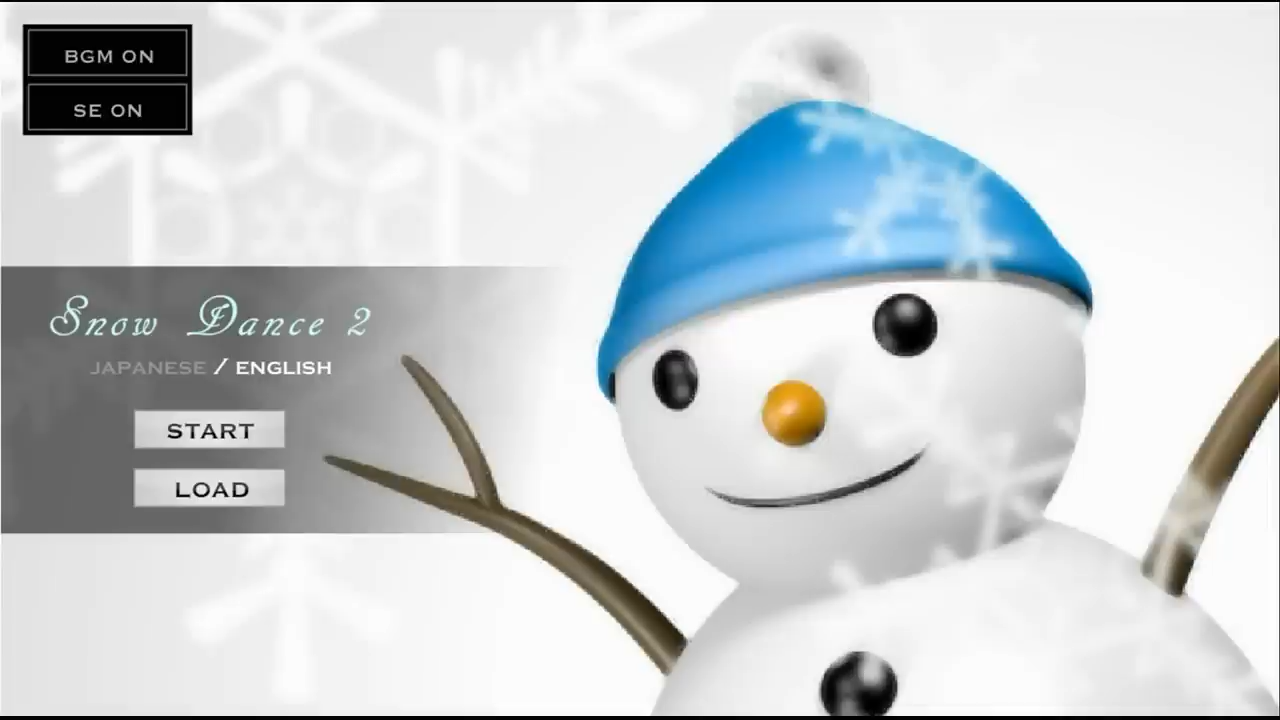 BGM ON
SE ON
Snow Dance 2
JAPANESE / ENGLISH
START
LOAD